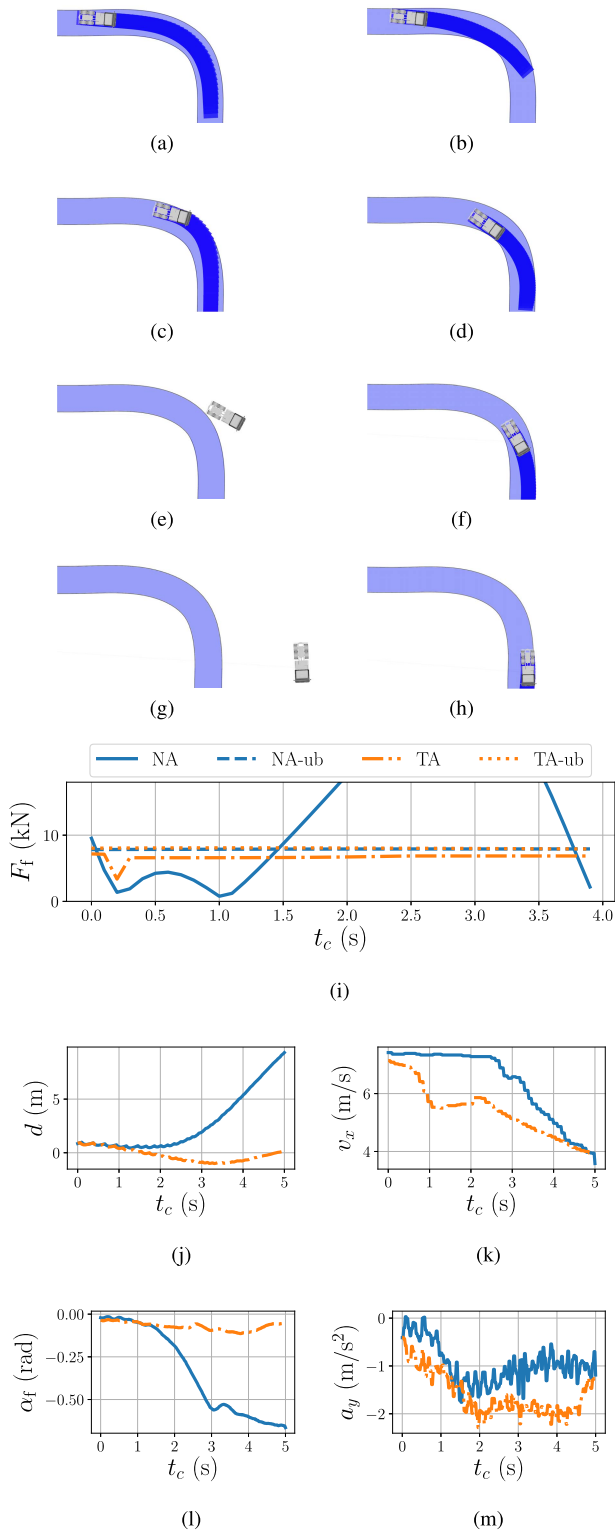 (a) (b)
(c) (d)
(e) (f)
(g) (h)
NA NA-ub TA TA-ub
F_f (kN)
10
0
0.0 0.5 1.0 1.5 2.0 2.5 3.0 3.5 4.0
t_c (s)
(i)
d (m)
5
0
0 1 2 3 4 5
t_c (s)
(j)
v_x (m/s)
6
4
0 1 2 3 4 5
t_c (s)
(k)
α_f (rad)
0.00
−0.25
−0.50
0 1 2 3 4 5
t_c (s)
(l)
a_y (m/s²)
0
−1
−2
0 1 2 3 4 5
t_c (s)
(m)